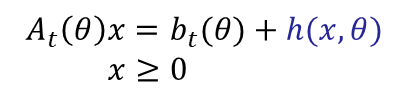 A_t(θ)x = b_t(θ) + h(x, θ)
x ≥ 0